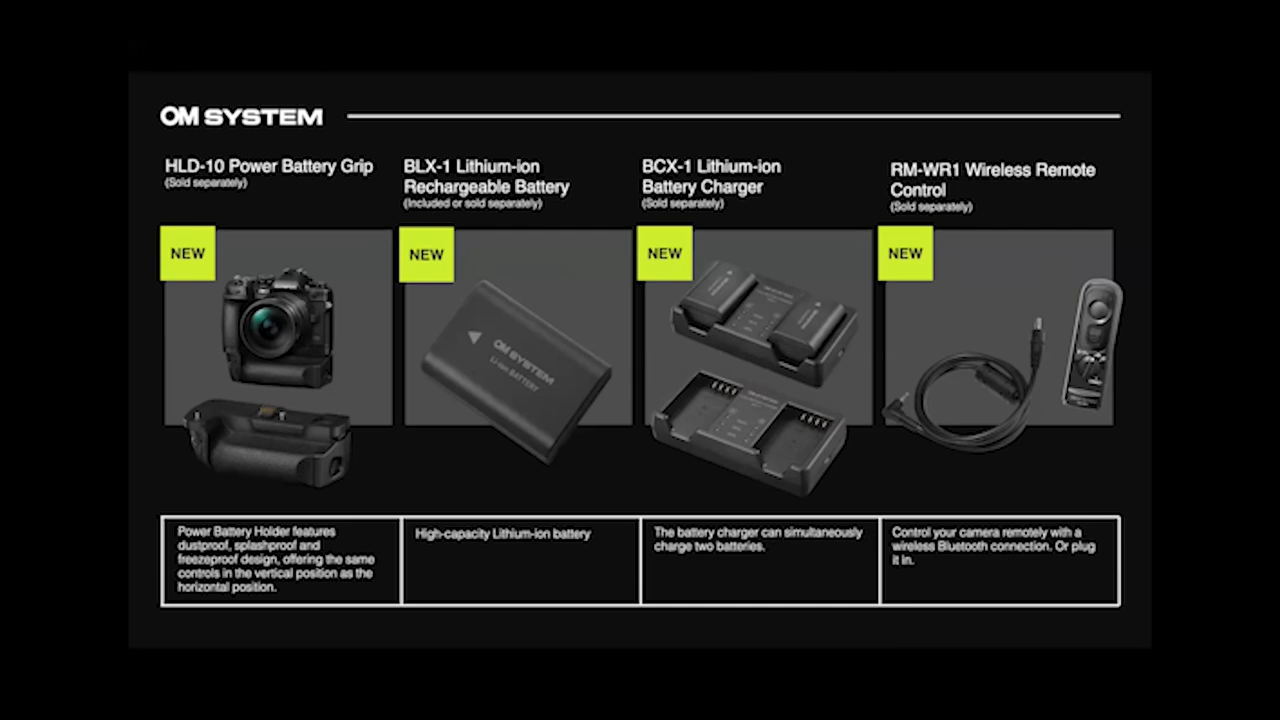 OM SYSTEM
HLD-10 Power Battery Grip
(Sold separately)
BLX-1 Lithium-ion
Rechargeable Battery
(Included or sold separately)
BCX-1 Lithium-ion
Battery Charger
(Sold separately)
RM-WR1 Wireless Remote
Control
(Sold separately)
NEW
NEW
NEW
NEW
OM SYSTEM
Li-ion BATTERY
Power Battery Holder features
dustproof, splashproof and
freezeproof design, offering the same
controls in the vertical position as the
horizontal position.
High-capacity Lithium-ion battery
The battery charger can simultaneously
charge two batteries.
Control your camera remotely with a
wireless Bluetooth connection. Or plug
it in.